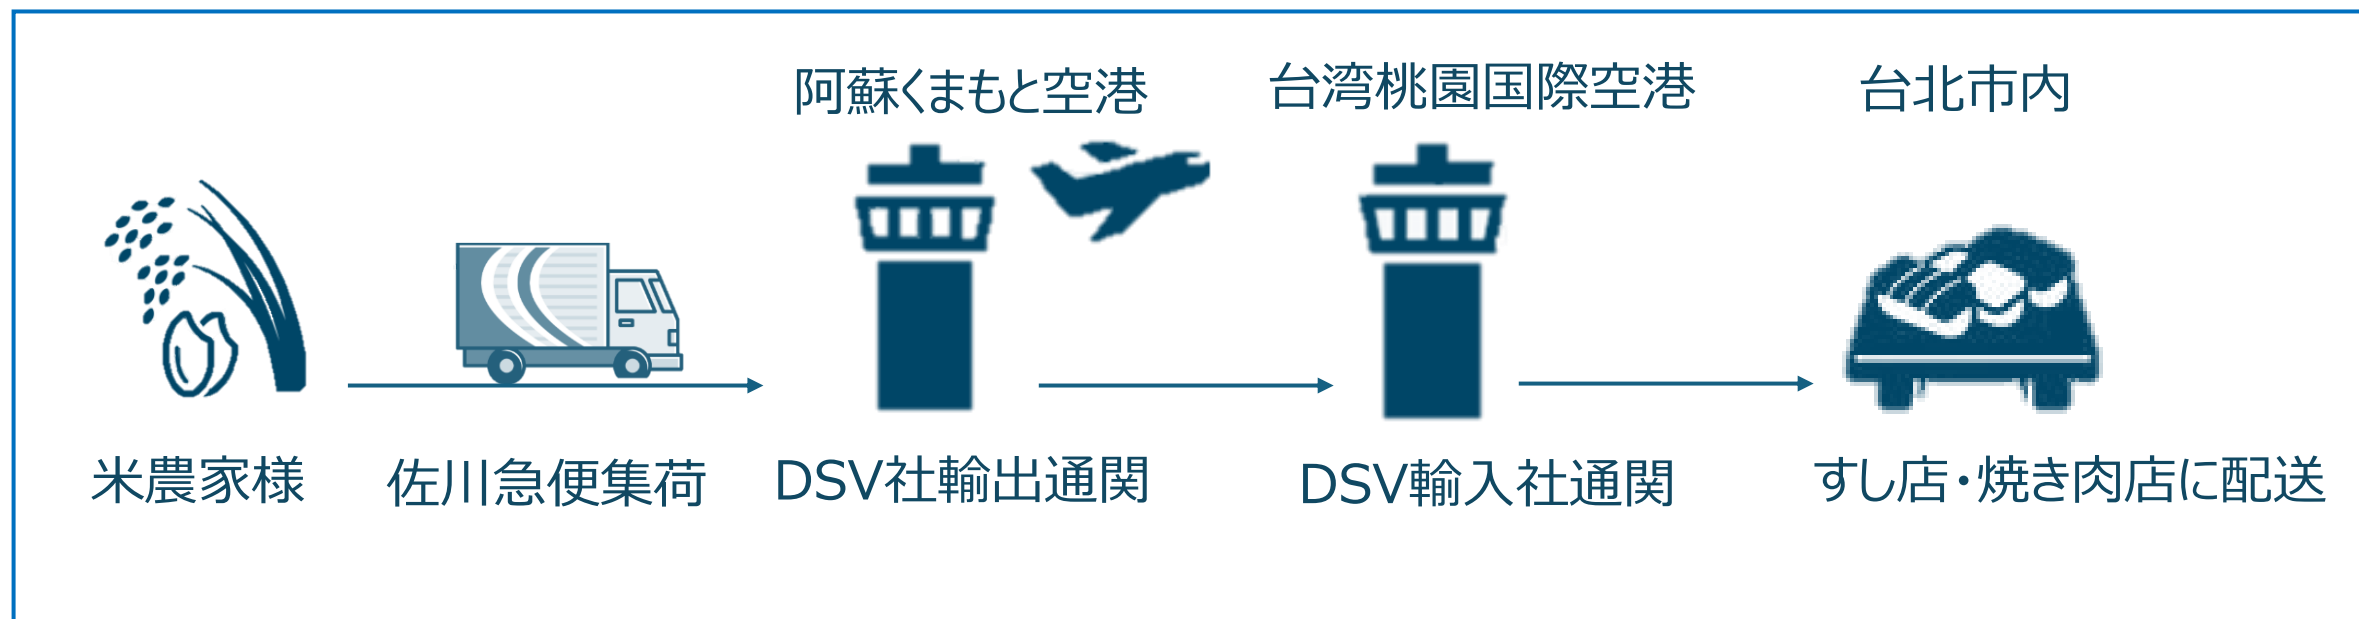 阿蘇くまもと空港
台湾桃園国際空港
台北市内
米農家様
佐川急便集荷
DSV社輸出通関
DSV輸入社通関
すし店・焼き肉店に配送